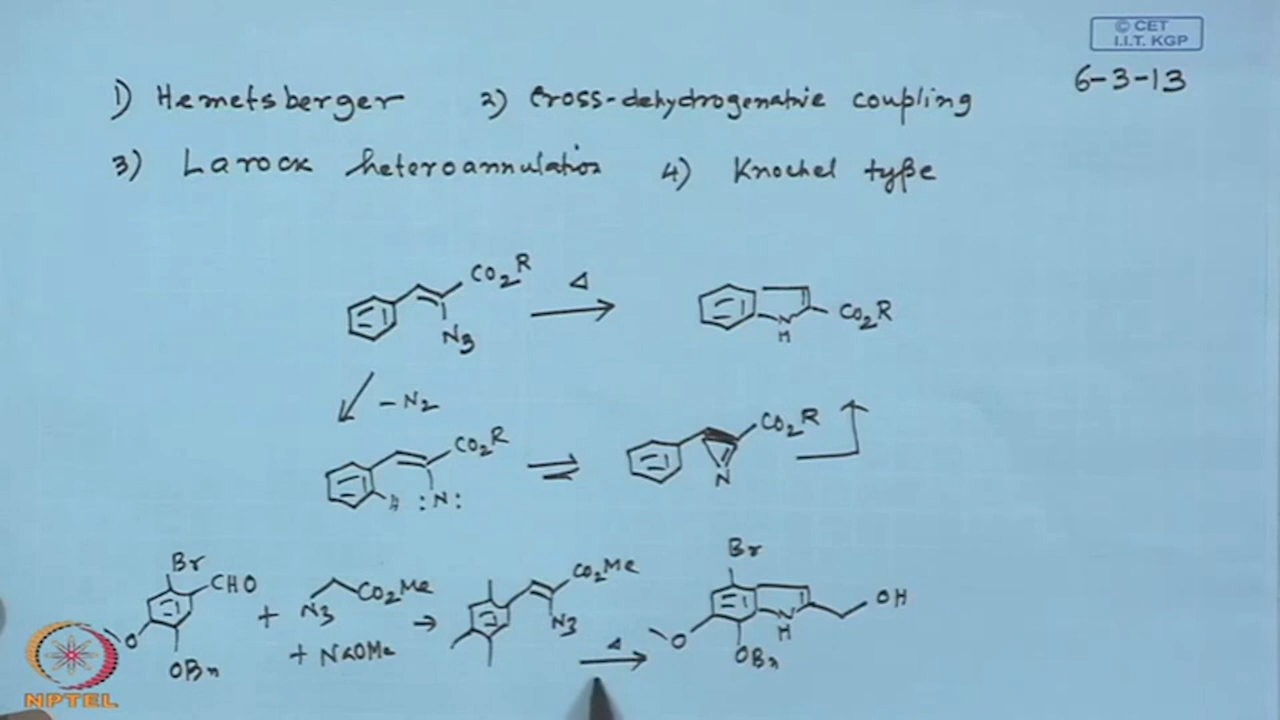 © CET
I.I.T. KGP
6-3-13
1) Hemetsberger 2) Cross-dehydrogenative coupling
3) Larock heteroannulation 4) Knochel type
CO2R
N3
Δ
N
H
CO2R
-N2
CO2R
H :N:
CO2R
N
Br
CHO
O
OBn
+
N3 CO2Me
+ NaOMe
CO2Me
N3
Δ
Br
O
OBn
N
H
OH
NPTEL